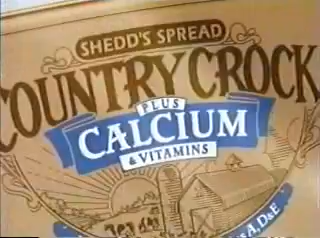 SHEDD'S SPREAD
COUNTRY CROCK
PLUS
CALCIUM
& VITAMINS
A, D & E